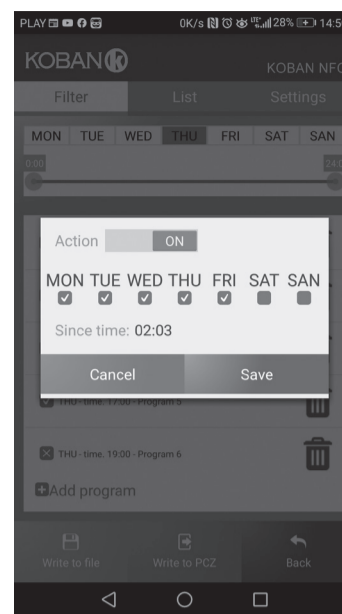 PLAY 0K/s 28% 14:5
KOBAN K
KOBAN NFC
Filter List Settings
MON TUE WED THU FRI SAT SAN
0:00 24:0
Action ON
MON TUE WED THU FRI SAT SAN
Since time: 02:03
Cancel Save
THU - time. 17:00 - Program 5
THU - time. 19:00 - Program 6
Add program
Write to file Write to PCZ Back